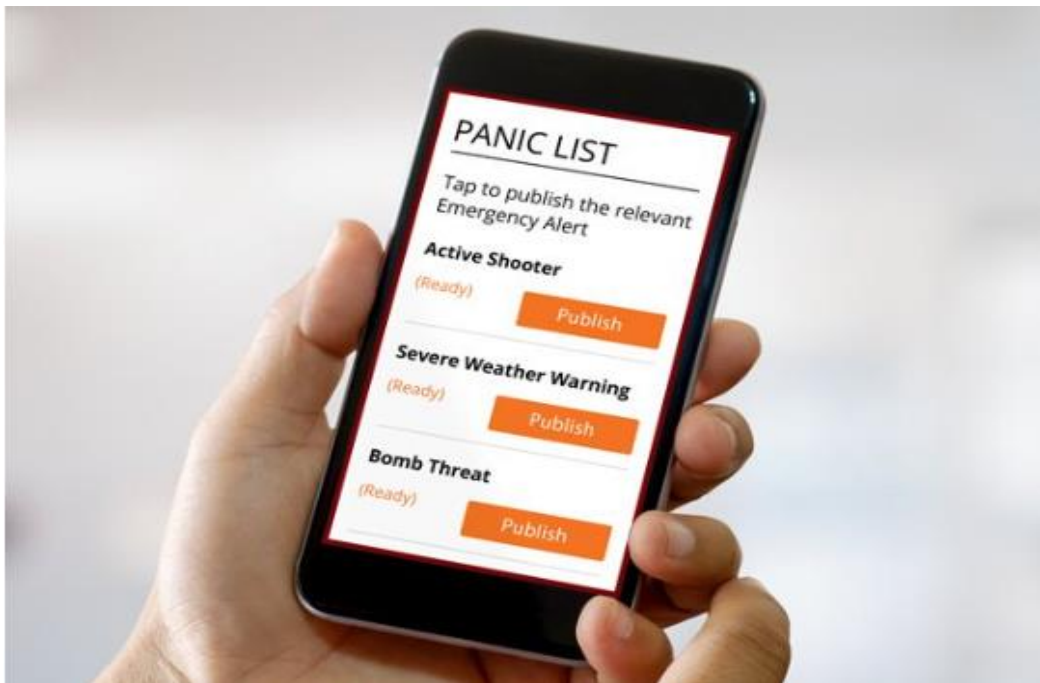 PANIC LIST
Tap to publish the relevant
Emergency Alert
Active Shooter
(Ready)
Publish
Severe Weather Warning
(Ready)
Publish
Bomb Threat
(Ready)
Publish